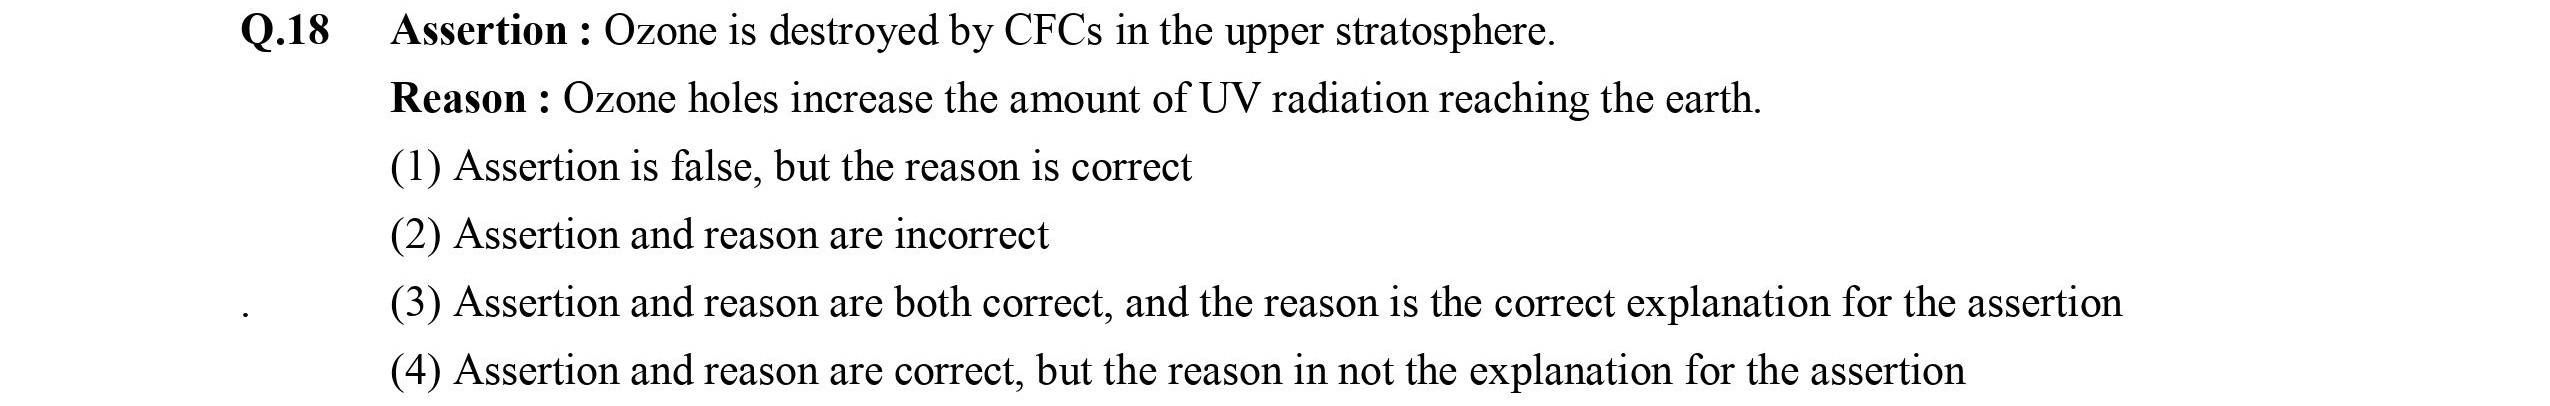 Q.18 Assertion : Ozone is destroyed by CFCs in the upper stratosphere.
Reason : Ozone holes increase the amount of UV radiation reaching the earth.
(1) Assertion is false, but the reason is correct
(2) Assertion and reason are incorrect
. (3) Assertion and reason are both correct, and the reason is the correct explanation for the assertion
(4) Assertion and reason are correct, but the reason in not the explanation for the assertion